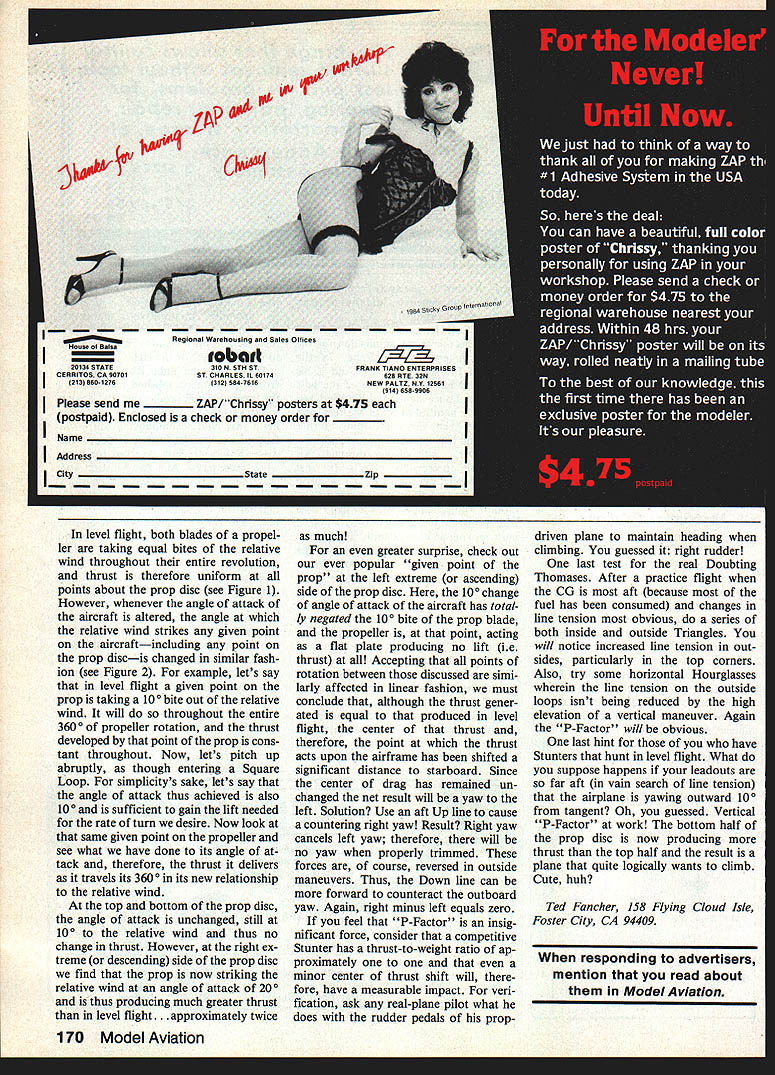 Thanks for having ZAP and me in your workshop
Chrissy
· 1984 Sticky Group International
For the Modeler'
Never!
Until Now.
We just had to think of a way to
thank all of you for making ZAP th
#1 Adhesive System in the USA
today.
So, here's the deal:
You can have a beautiful, full color
poster of "Chrissy," thanking you
personally for using ZAP in your
workshop. Please send a check or
money order for $4.75 to the
regional warehouse nearest your
address. Within 48 hrs. your
ZAP/"Chrissy" poster will be on its
way, rolled neatly in a mailing tube
To the best of our knowledge, this
the first time there has been an
exclusive poster for the modeler.
It's our pleasure.
$4.75 postpaid
Regional Warehousing and Sales Offices
House of Balsa
20134 STATE
CERRITOS, CA 90701
(213) 860-1276
robart
310 N. 5TH ST.
ST. CHARLES, IL 60174
(312) 584-7616
FTE
FRANK TIANO ENTERPRISES
628 RTE. 32N
NEW PALTZ, N.Y. 12561
(914) 658-9906
Please send me ZAP/"Chrissy" posters at $4.75 each
(postpaid). Enclosed is a check or money order for .
Name
Address
City State Zip
In level flight, both blades of a propel-
ler are taking equal bites of the relative
wind throughout their entire revolution,
and thrust is therefore uniform at all
points about the prop disc (see Figure 1).
However, whenever the angle of attack of
the aircraft is altered, the angle at which
the relative wind strikes any given point
on the aircraft—including any point on
the prop disc—is changed in similar fash-
ion (see Figure 2). For example, let's say
that in level flight a given point on the
prop is taking a 10° bite out of the relative
wind. It will do so throughout the entire
360° of propeller rotation, and the thrust
developed by that point of the prop is cons-
tant throughout. Now, let's pitch up
abruptly, as though entering a Square
Loop. For simplicity's sake, let's say that
the angle of attack thus achieved is also
10° and is sufficient to gain the lift needed
for the rate of turn we desire. Now look at
that same given point on the propeller and
see what we have done to its angle of at-
tack and, therefore, the thrust it delivers
as it travels its 360° in its new relationship
to the relative wind.
At the top and bottom of the prop disc,
the angle of attack is unchanged, still at
10° to the relative wind and thus no
change in thrust. However, at the right ex-
treme (or descending) side of the prop disc
we find that the prop is now striking the
relative wind at an angle of attack of 20°
and is thus producing much greater thrust
than in level flight...approximately twice
as much!
For an even greater surprise, check out
our ever popular "given point of the
prop" at the left extreme (or ascending)
side of the prop disc. Here, the 10° change
of angle of attack of the aircraft has total-
ly negated the 10° bite of the prop blade,
and the propeller is, at that point, acting
as a flat plate producing no lift (i.e.
thrust) at all! Accepting that all points of
rotation between those discussed are simi-
larly affected in linear fashion, we must
conclude that, although the thrust gener-
ated is equal to that produced in level
flight, the center of that thrust and,
therefore, the point at which the thrust
acts upon the airframe has been shifted a
significant distance to starboard. Since
the center of drag has remained un-
changed the net result will be a yaw to the
left. Solution? Use an aft Up line to cause
a countering right yaw! Result? Right yaw
cancels left yaw; therefore, there will be
no yaw when properly trimmed. These
forces are, of course, reversed in outside
maneuvers. Thus, the Down line can be
more forward to counteract the outboard
yaw. Again, right minus left equals zero.
If you feel that "P-Factor" is an insig-
nificant force, consider that a competitive
Stunter has a thrust-to-weight ratio of ap-
proximately one to one and that even a
minor center of thrust shift will, there-
fore, have a measurable impact. For veri-
fication, ask any real-plane pilot what he
does with the rudder pedals of his prop-
driven plane to maintain heading when
climbing. You guessed it: right rudder!
One last test for the real Doubting
Thomases. After a practice flight when
the CG is most aft (because most of the
fuel has been consumed) and changes in
line tension most obvious, do a series of
both inside and outside Triangles. You
will notice increased line tension in out-
sides, particularly in the top corners.
Also, try some horizontal Hourglasses
wherein the line tension on the outside
loops isn't being reduced by the high
elevation of a vertical maneuver. Again
the "P-Factor" will be obvious.
One last hint for those of you who have
Stunters that hunt in level flight. What do
you suppose happens if your leadouts are
so far aft (in vain search of line tension)
that the airplane is yawing outward 10°
from tangent? Oh, you guessed. Vertical
"P-Factor" at work! The bottom half of
the prop disc is now producing more
thrust than the top half and the result is a
plane that quite logically wants to climb.
Cute, huh?
Ted Fancher, 158 Flying Cloud Isle,
Foster City, CA 94409.
When responding to advertisers,
mention that you read about
them in Model Aviation.
170 Model Aviation